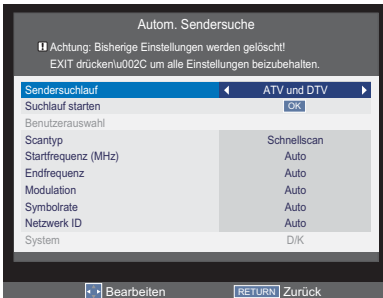 Autom. Sendersuche
Achtung: Bisherige Einstellungen werden gelöscht!
EXIT drücken\u002C um alle Einstellungen beizubehalten.
Sendersuchlauf ATV und DTV
Suchlauf starten OK
Benutzerauswahl
Scantyp Schnellscan
Startfrequenz (MHz) Auto
Endfrequenz Auto
Modulation Auto
Symbolrate Auto
Netzwerk ID Auto
System D/K
Bearbeiten RETURN Zurück